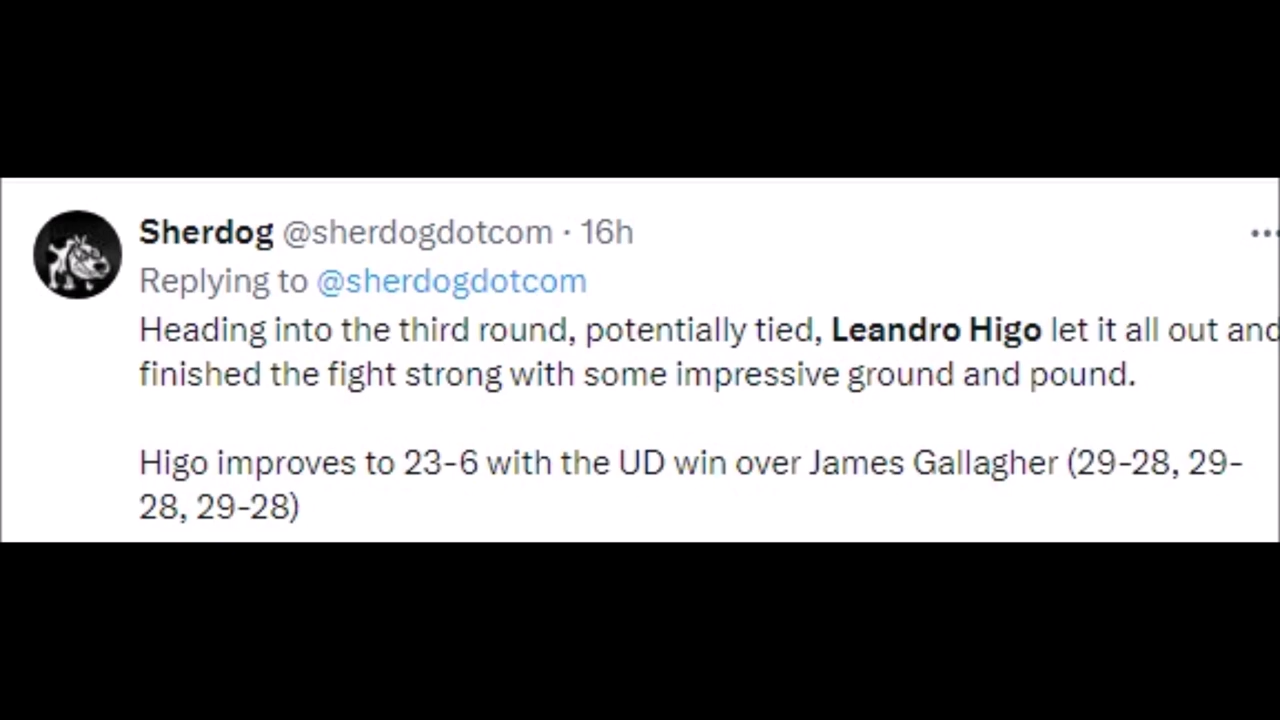 Sherdog @sherdogdotcom · 16h
Replying to @sherdogdotcom
Heading into the third round, potentially tied, Leandro Higo let it all out and
finished the fight strong with some impressive ground and pound.
Higo improves to 23-6 with the UD win over James Gallagher (29-28, 29-
28, 29-28)